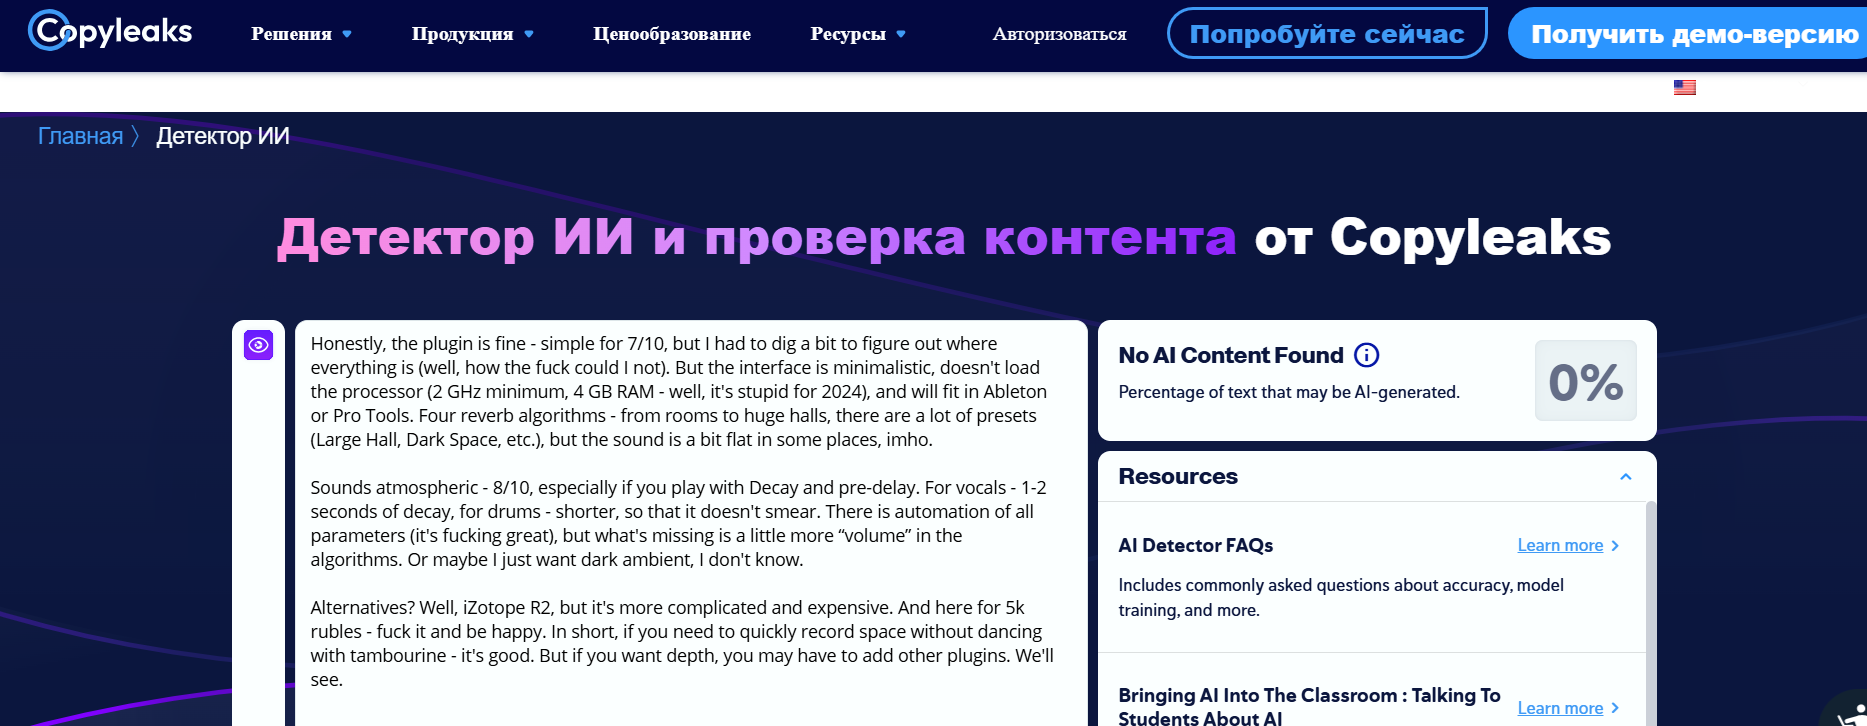 Copyleaks
Решения
Продукция
Ценообразование
Ресурсы
Авторизоваться
Попробуйте сейчас
Получить демо-версию
Главная 〉 Детектор ИИ
Детектор ИИ и проверка контента от Copyleaks
Honestly, the plugin is fine - simple for 7/10, but I had to dig a bit to figure out where
everything is (well, how the fuck could I not). But the interface is minimalistic, doesn't load
the processor (2 GHz minimum, 4 GB RAM - well, it's stupid for 2024), and will fit in Ableton
or Pro Tools. Four reverb algorithms - from rooms to huge halls, there are a lot of presets
(Large Hall, Dark Space, etc.), but the sound is a bit flat in some places, imho.
Sounds atmospheric - 8/10, especially if you play with Decay and pre-delay. For vocals - 1-2
seconds of decay, for drums - shorter, so that it doesn't smear. There is automation of all
parameters (it's fucking great), but what's missing is a little more “volume” in the
algorithms. Or maybe I just want dark ambient, I don't know.
Alternatives? Well, iZotope R2, but it's more complicated and expensive. And here for 5k
rubles - fuck it and be happy. In short, if you need to quickly record space without dancing
with tambourine - it's good. But if you want depth, you may have to add other plugins. We'll
see.
No AI Content Found
Percentage of text that may be AI-generated.
0%
Resources
AI Detector FAQs
Learn more
Includes commonly asked questions about accuracy, model
training, and more.
Bringing AI Into The Classroom : Talking To
Students About AI
Learn more